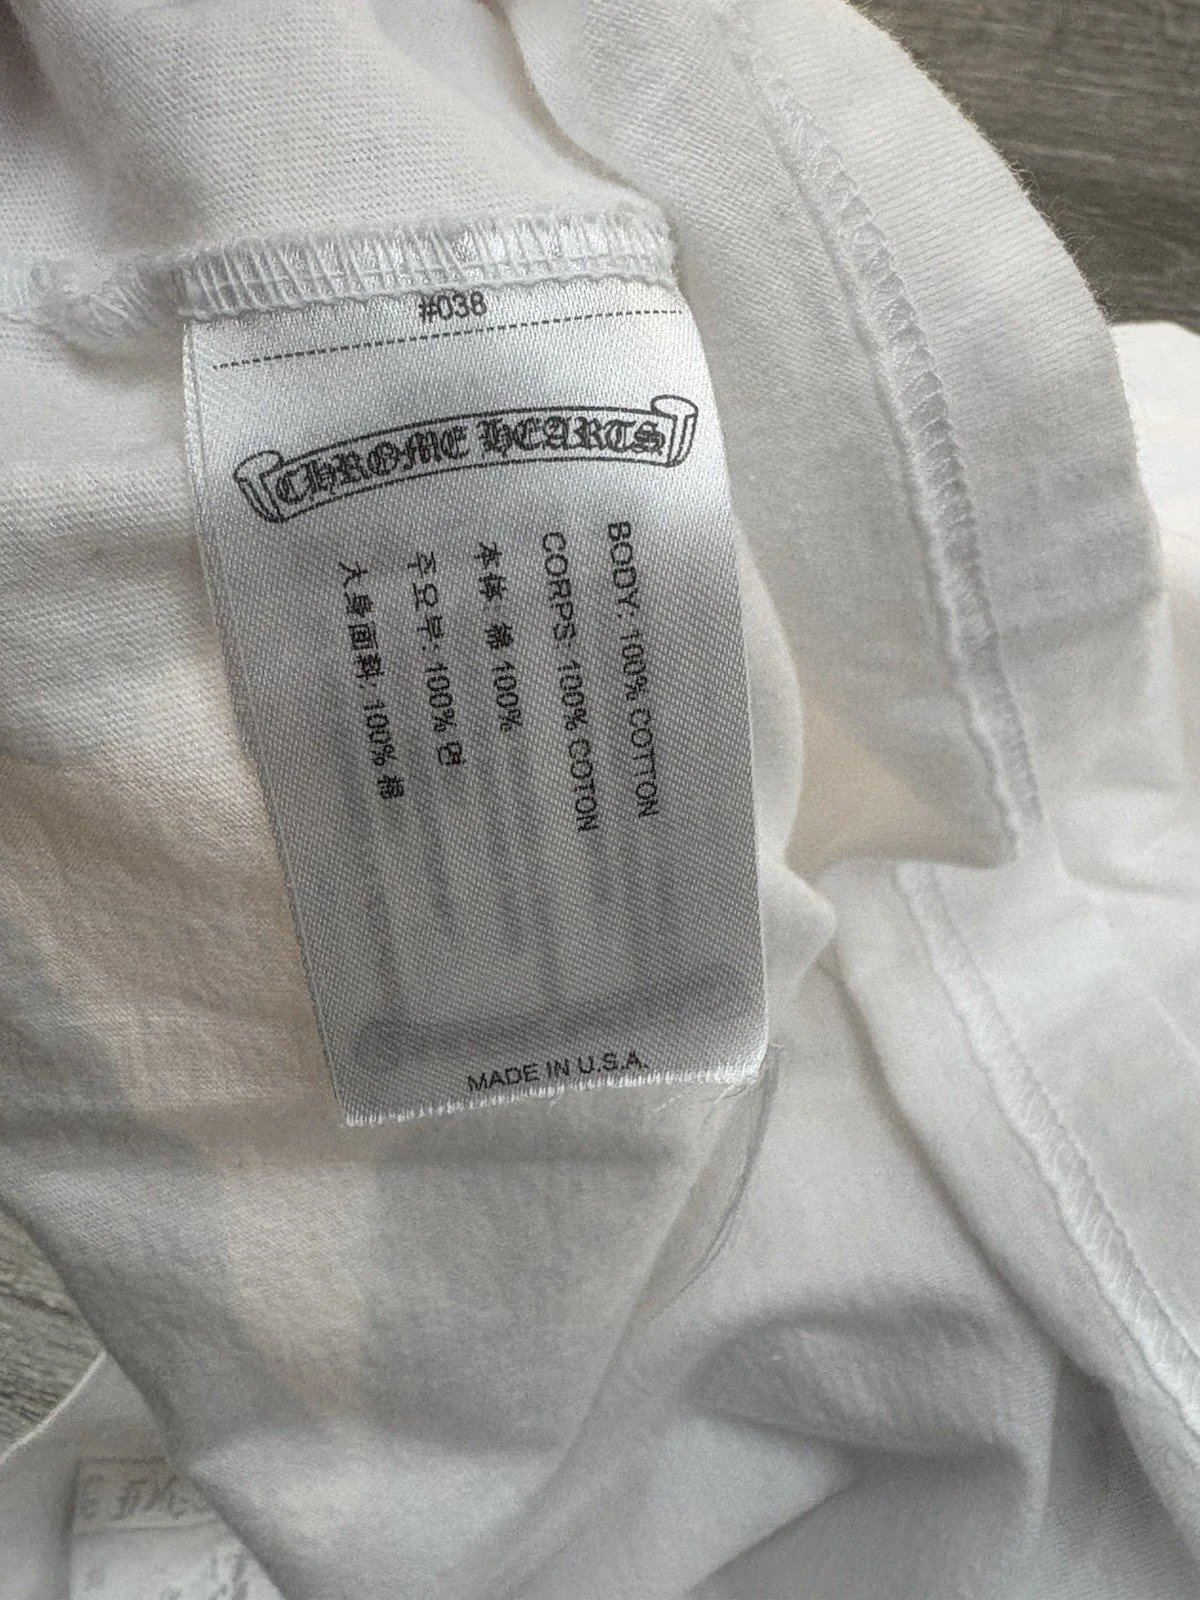 #038
CHROME HEARTS
BODY: 100% COTTON
CORPS: 100% COTON
本体: 綿 100%
주요부: 100% 면
大身面料: 100% 棉
MADE IN U.S.A.